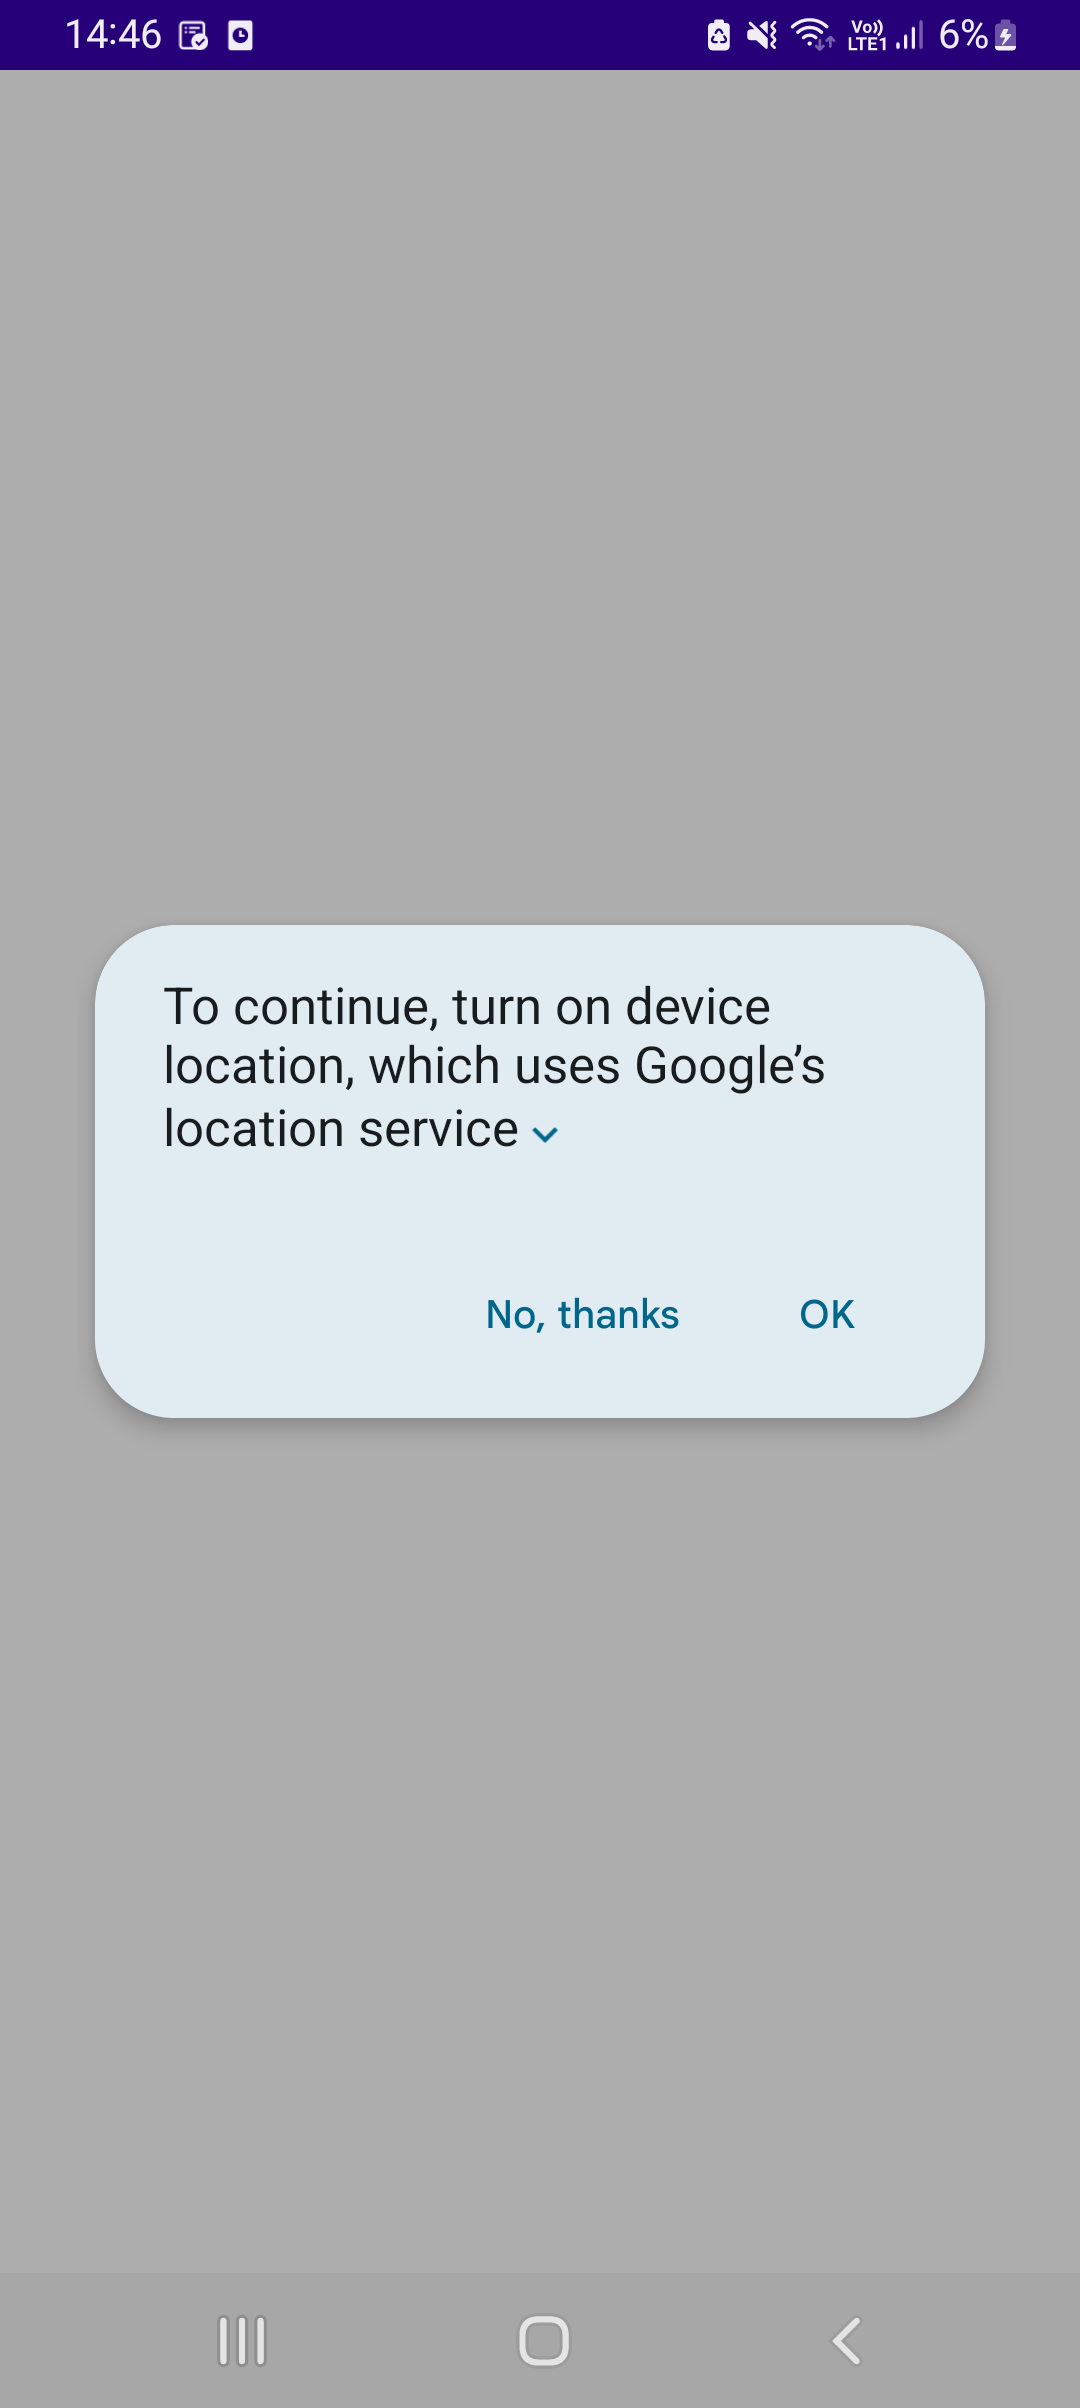 14:46 Vo)) LTE1 6%
To continue, turn on device
location, which uses Google’s
location service
No, thanks OK